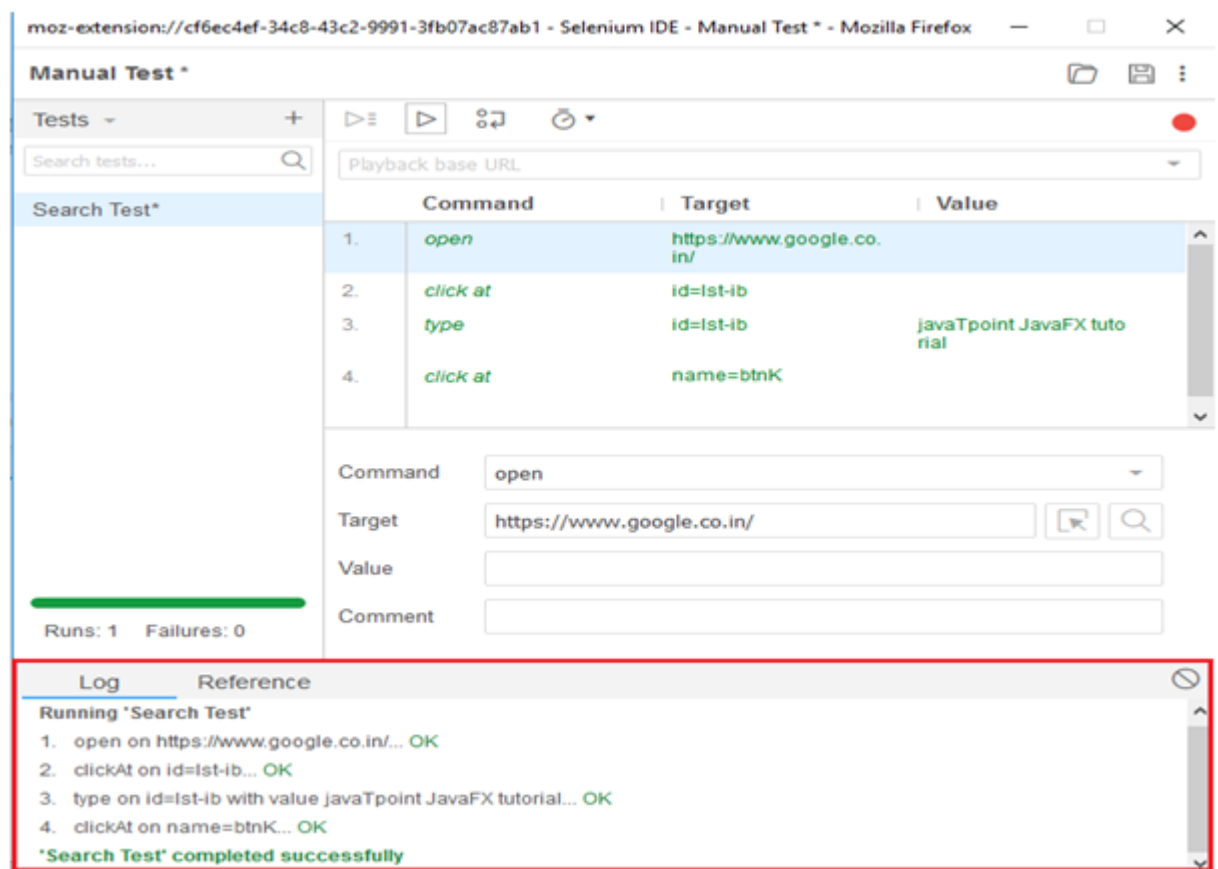 moz-extension://cf6ec4ef-34c8-43c2-9991-3fb07ac87ab1 - Selenium IDE - Manual Test * - Mozilla Firefox
Manual Test *
Tests
Search tests...
Search Test*
Runs: 1 Failures: 0
Playback base URL
Command Target Value
1. open https://www.google.co.
in/
2. click at id=lst-ib
3. type id=lst-ib javaTpoint JavaFX tuto
rial
4. click at name=btnK
Command open
Target https://www.google.co.in/
Value
Comment
Log Reference
Running 'Search Test'
1. open on https://www.google.co.in/... OK
2. clickAt on id=lst-ib... OK
3. type on id=lst-ib with value javaTpoint JavaFX tutorial... OK
4. clickAt on name=btnK... OK
'Search Test' completed successfully